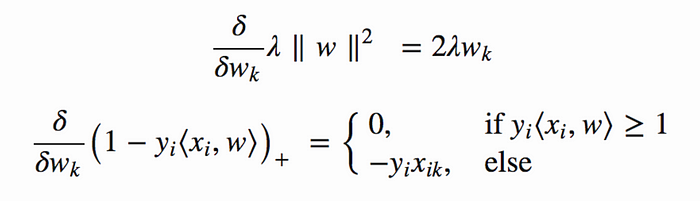 δ/δw_k λ ‖ w ‖² = 2λw_k
δ/δw_k (1 − y_i⟨x_i, w⟩)_+ = { 0, if y_i⟨x_i, w⟩ ≥ 1
−y_i x_ik, else